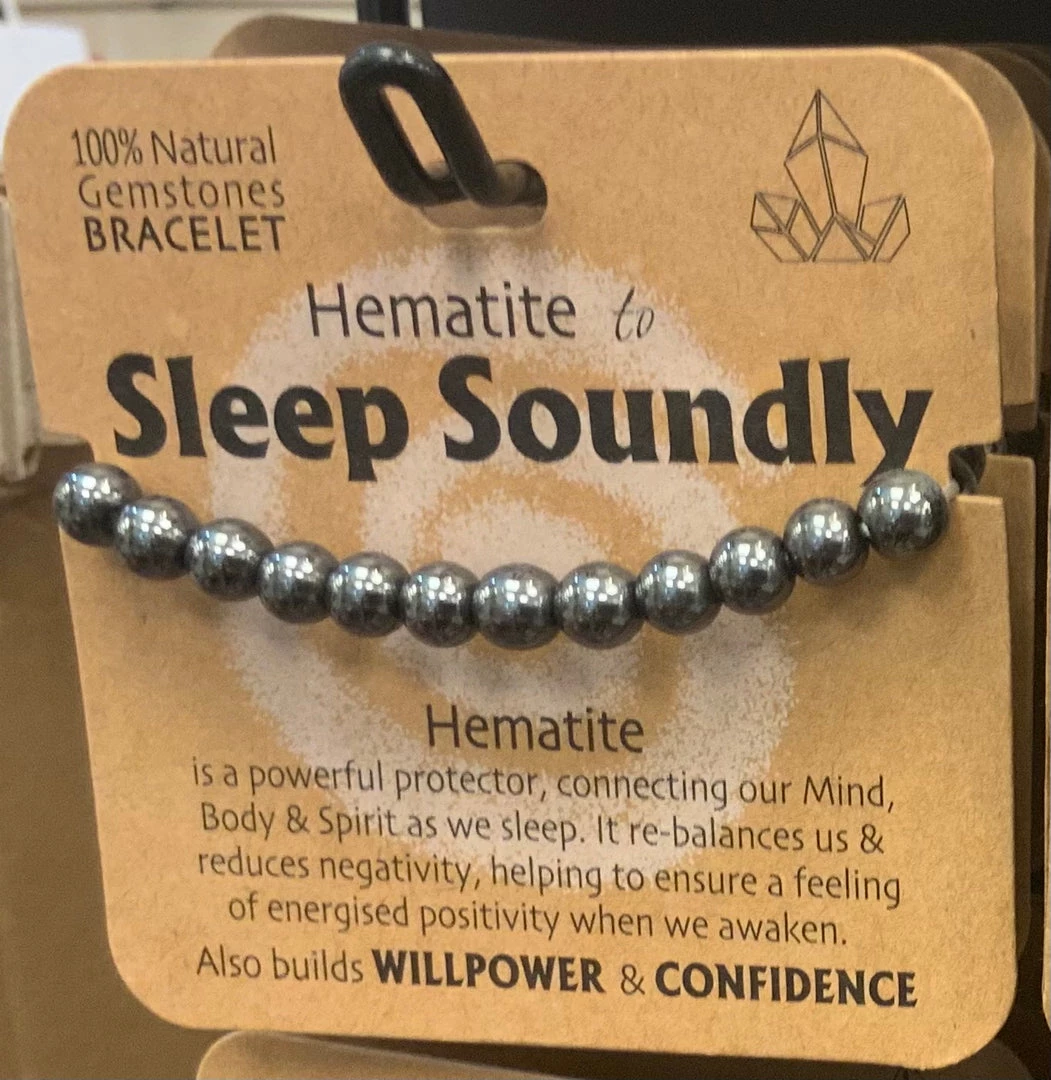 100% Natural
Gemstones
BRACELET
Hematite to
Sleep Soundly
Hematite
is a powerful protector, connecting our Mind,
Body & Spirit as we sleep. It re-balances us &
reduces negativity, helping to ensure a feeling
of energised positivity when we awaken.
Also builds WILLPOWER & CONFIDENCE